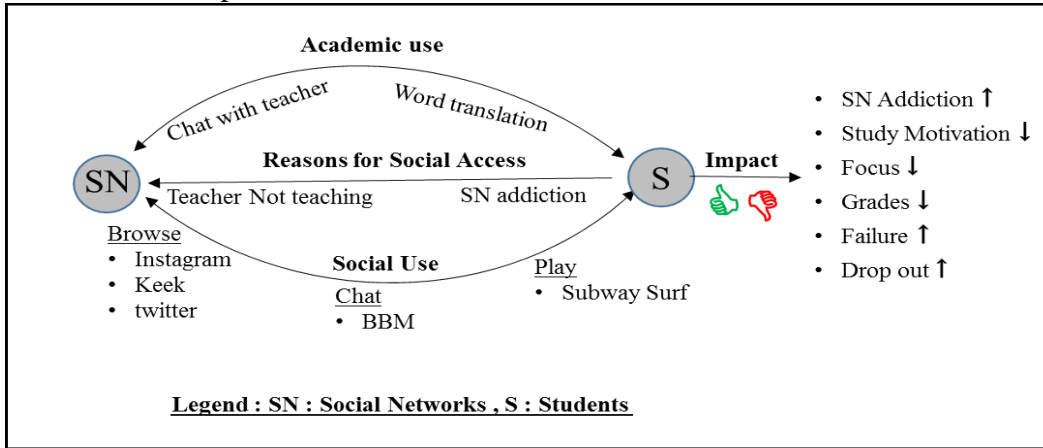 Academic use
Chat with teacher
Word translation
Reasons for Social Access
SN
Teacher Not teaching
SN addiction
S
Impact
• SN Addiction ↑
• Study Motivation ↓
• Focus ↓
• Grades ↓
• Failure ↑
• Drop out ↑
Browse
• Instagram
• Keek
• twitter
Social Use
Chat
• BBM
Play
• Subway Surf
Legend : SN : Social Networks , S : Students